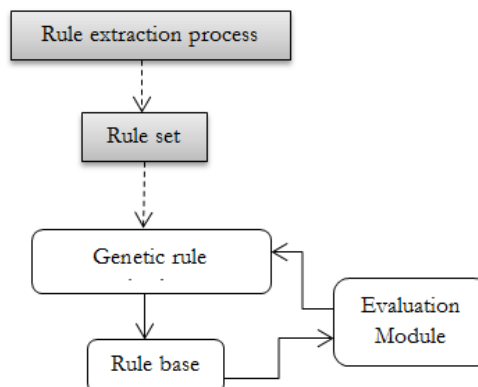 Rule extraction process
Rule set
Genetic rule
Evaluation
Module
Rule base